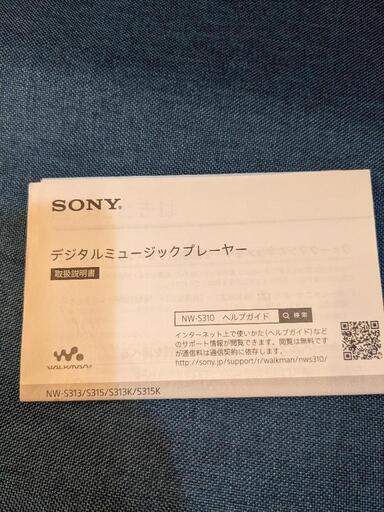 SONY®
デジタルミュージックプレーヤー
取扱説明書
NW-S310 ヘルプガイド 検索
インターネット上で使いかた(ヘルプガイド)など
のサポート情報が閲覧できます。閲覧は無料です
が通信料は通信契約に依存します。
http://sony.jp/support/r/walkman/nws310/
WALKMAN®
NW-S313/S315/S313K/S315K